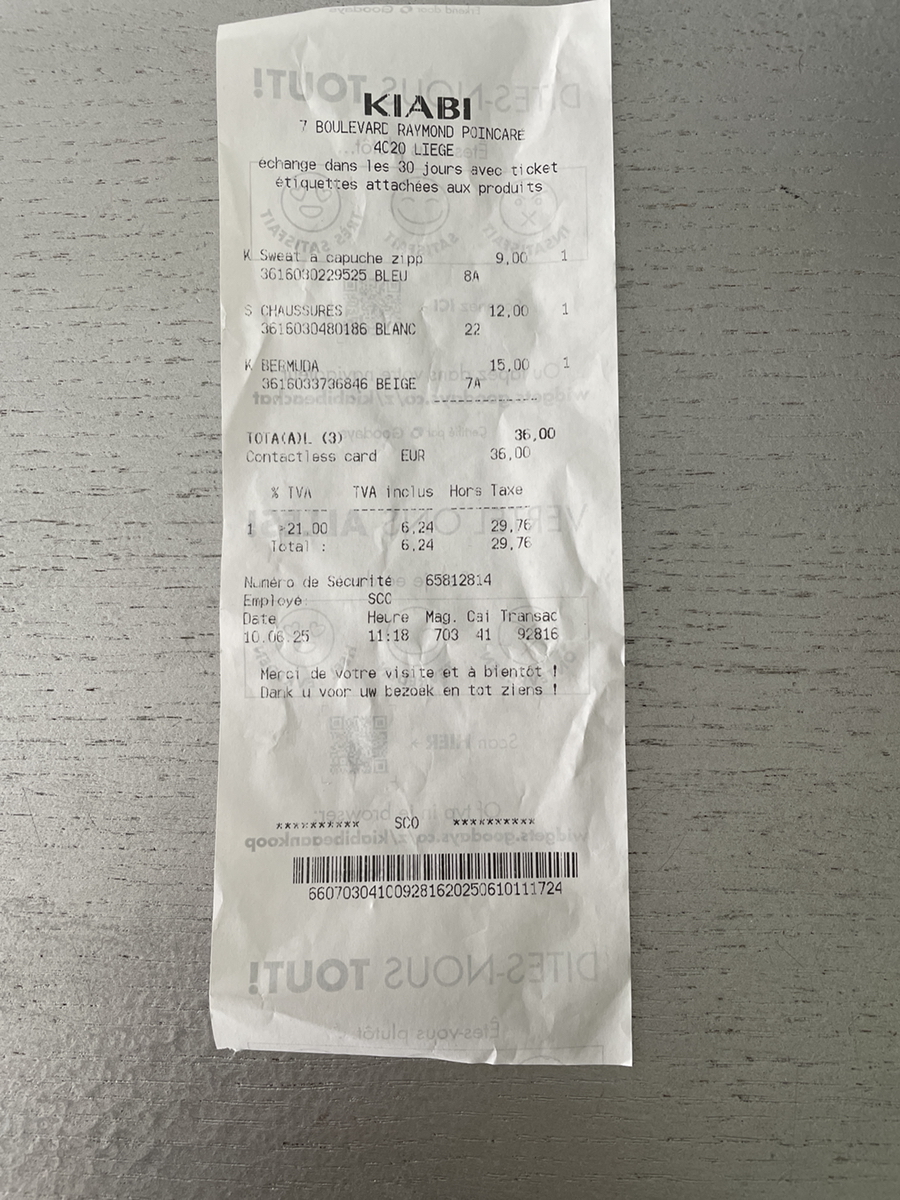 KIABI
7 BOULEVARD RAYMOND POINCARE
4020 LIEGE
echange dans les 30 jours avec ticket
étiquettes attachées aux produits
K Sweat a capuche zipp 9,00 1
3616030229525 BLEU 8A
S CHAUSSURES 12,00 1
3616030480186 BLANC 22
K BERMUDA 15,00 1
3616033736846 BEIGE 7A
------------
TOTA(A)L (3) 36,00
Contactless card EUR 36,00
% TVA TVA inclus Hors Taxe
--------------------
1 >21.00 6,24 29,76
Total : 6,24 29,76
Numéro de Sécurité 65812814
Employé SCO
Date Heure Mag. Cai Transac
10.06.25 11:18 703 41 92816
Merci de votre visite et à bientôt !
Dank u voor uw bezoek en tot ziens !
********** SCO **********
660703041009281620250610111724
DITES-NOUS TOUT!
Êtes-vous plutôt